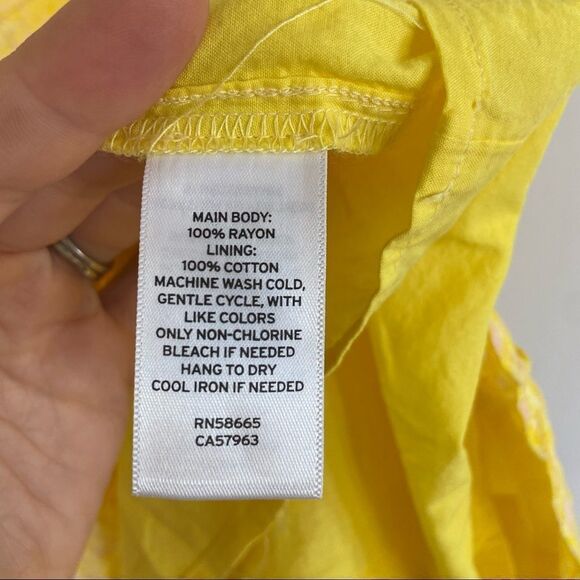 MAIN BODY:
100% RAYON
LINING:
100% COTTON
MACHINE WASH COLD,
GENTLE CYCLE, WITH
LIKE COLORS
ONLY NON-CHLORINE
BLEACH IF NEEDED
HANG TO DRY
COOL IRON IF NEEDED
RN58665
CA57963